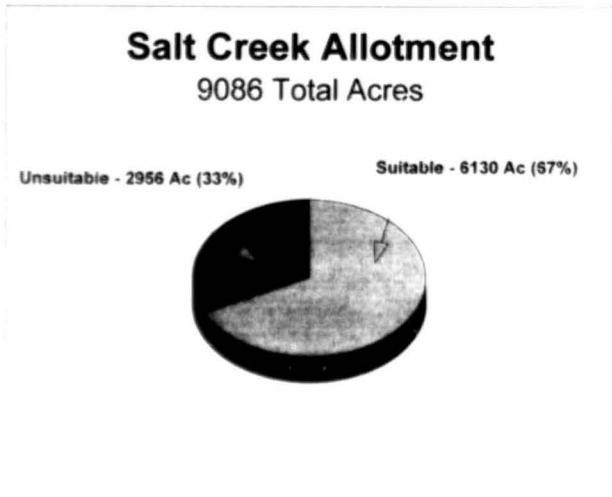 Salt Creek Allotment
9086 Total Acres
Unsuitable - 2956 Ac (33%)
Suitable - 6130 Ac (67%)